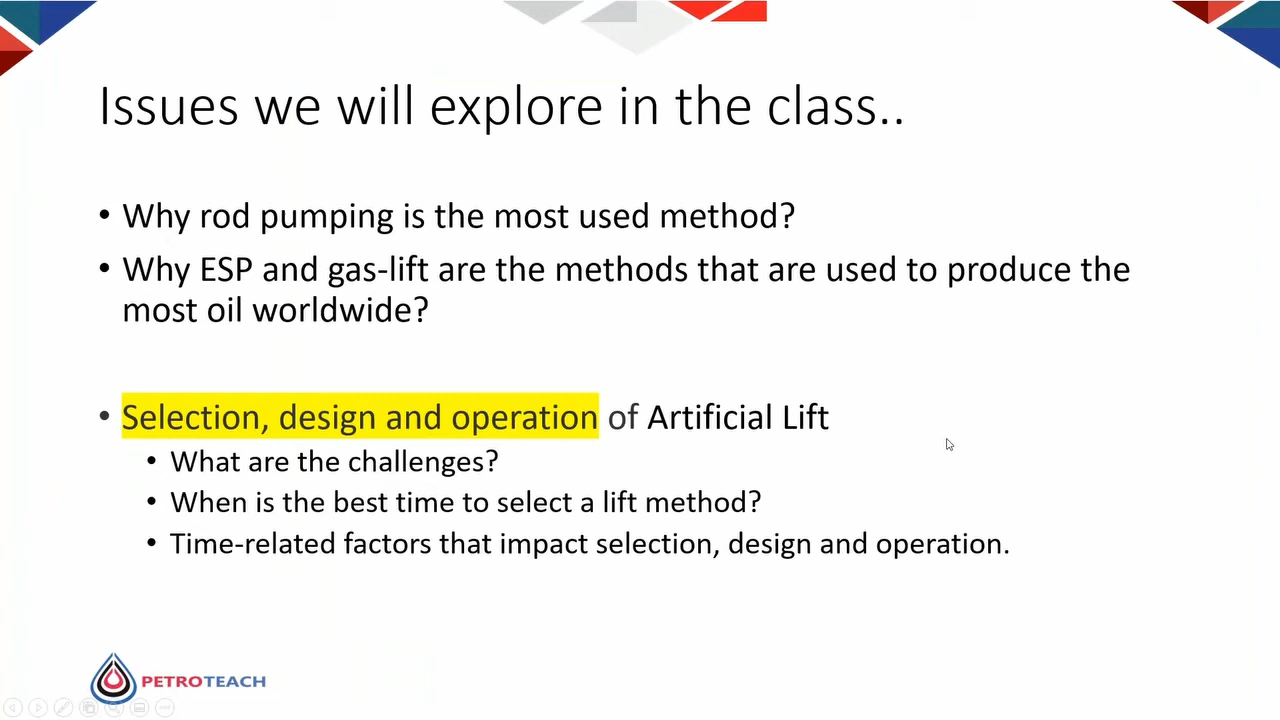 Issues we will explore in the class..
• Why rod pumping is the most used method?
• Why ESP and gas-lift are the methods that are used to produce the
most oil worldwide?
• Selection, design and operation of Artificial Lift
• What are the challenges?
• When is the best time to select a lift method?
• Time-related factors that impact selection, design and operation.
PETROTEACH